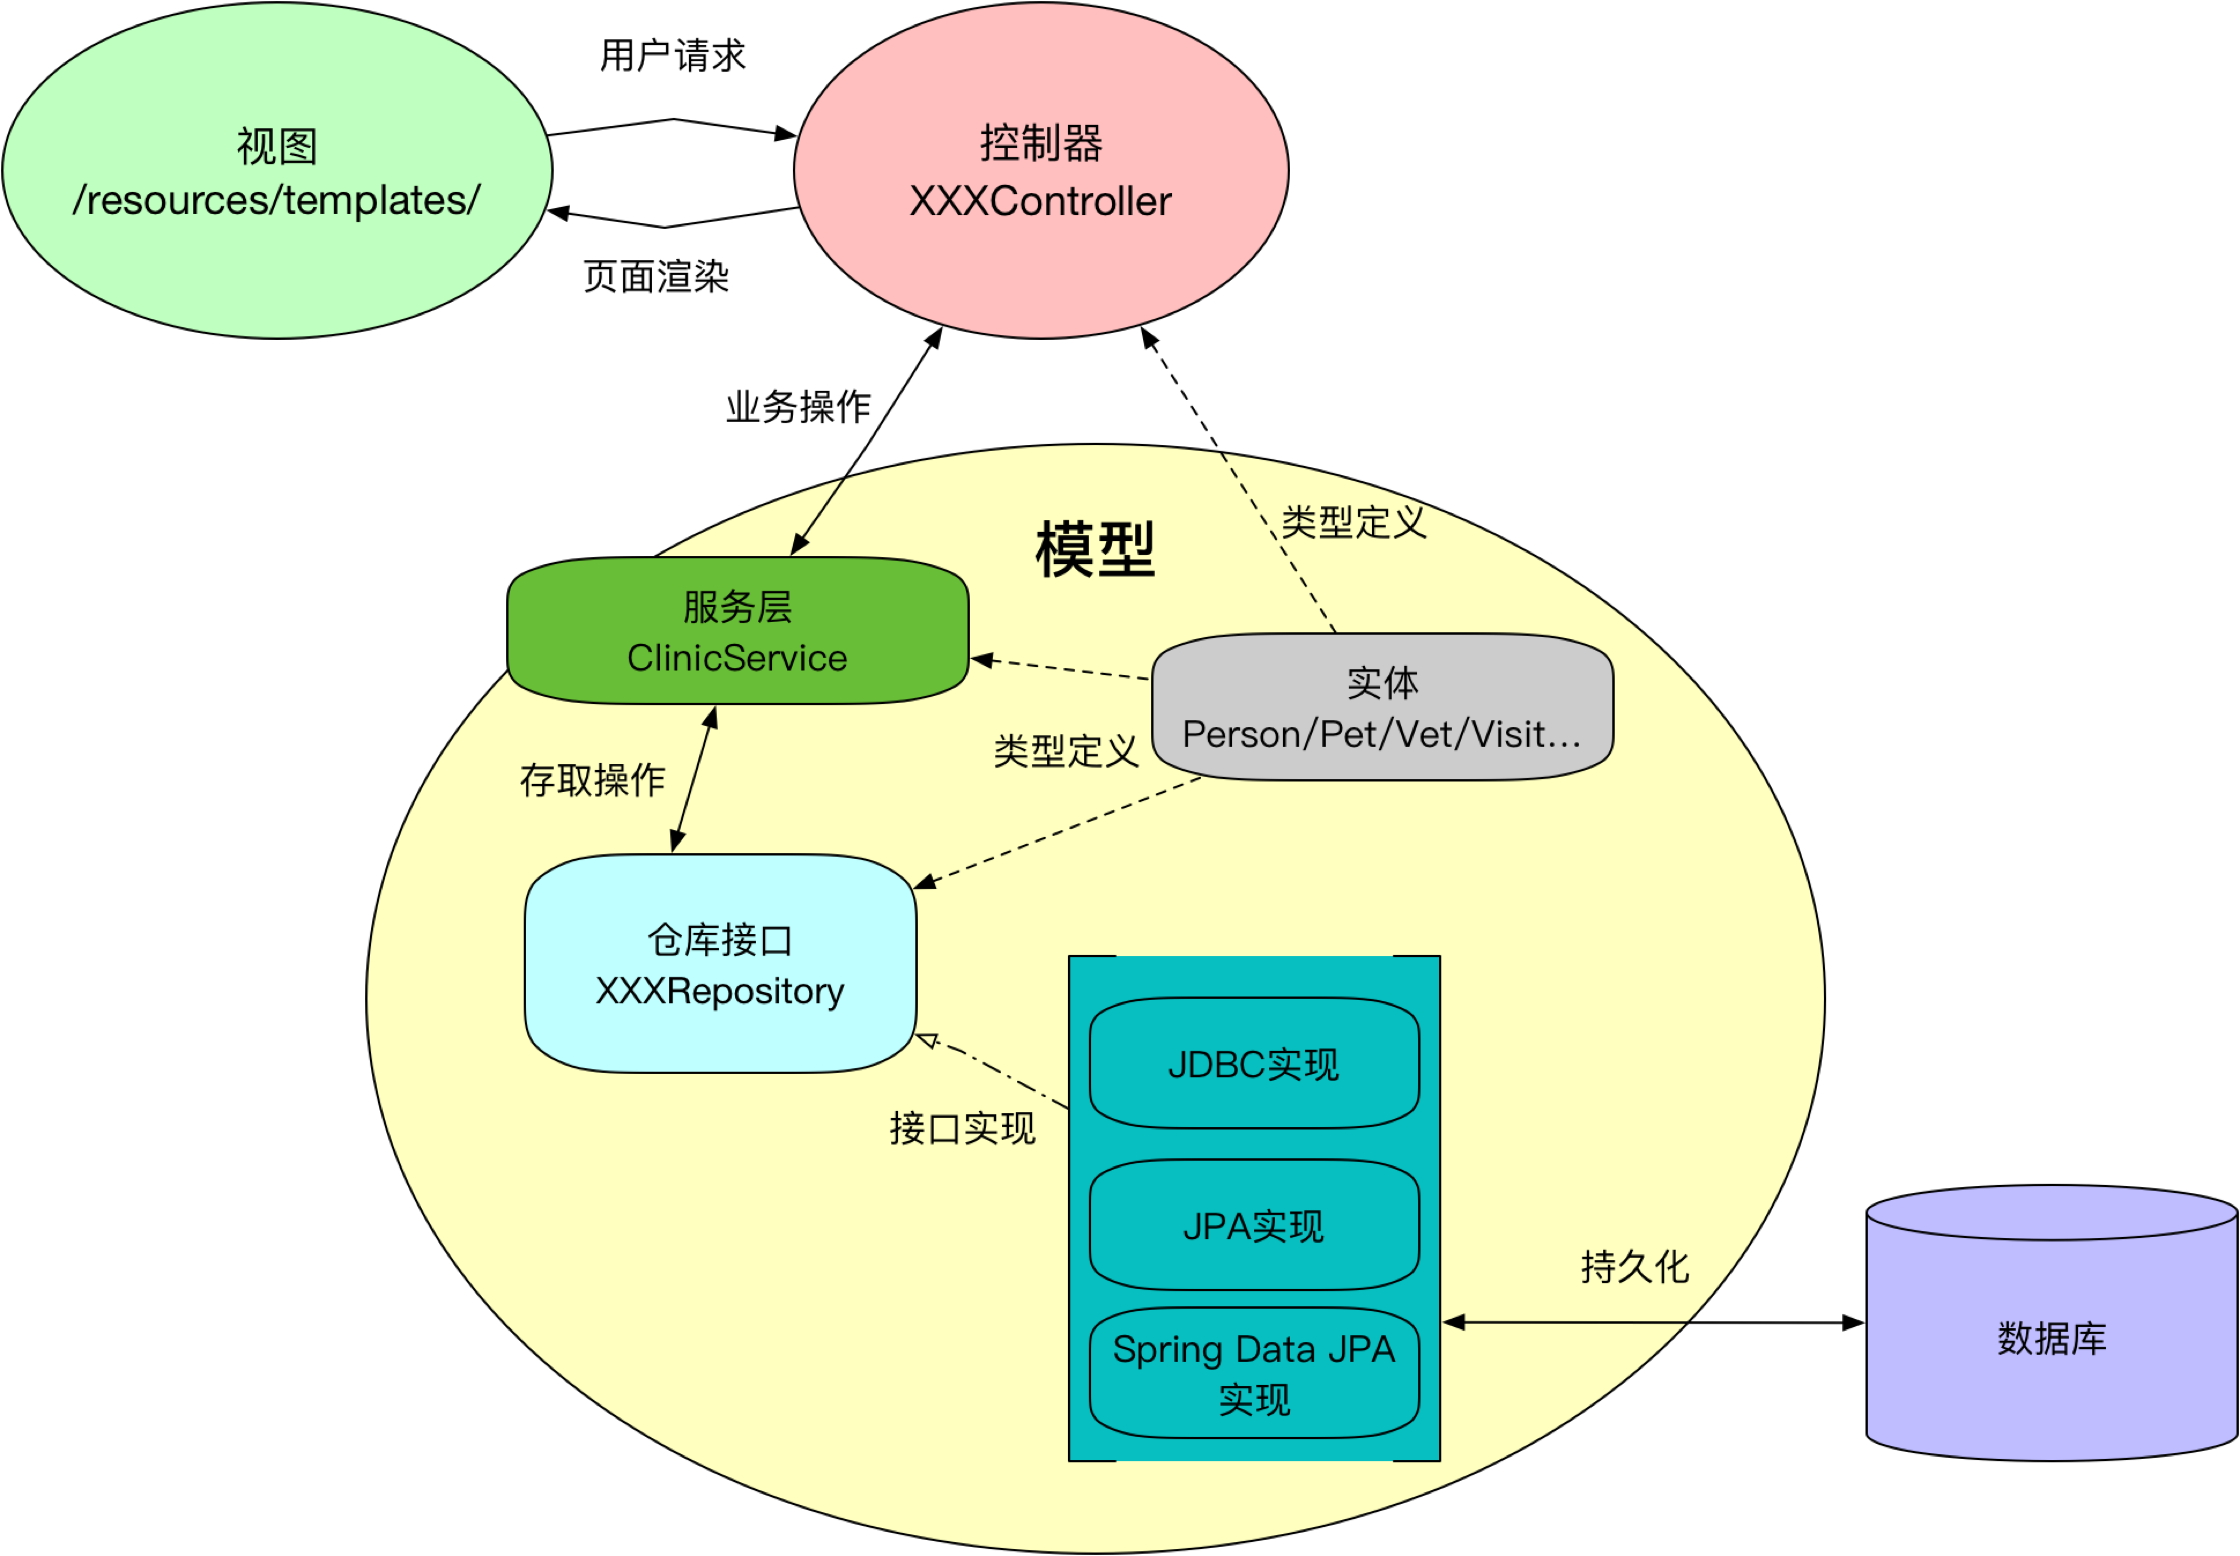 用户请求
视图
/resources/templates/
控制器
XXXController
页面渲染
业务操作
类型定义
模型
服务层
ClinicService
实体
Person/Pet/Vet/Visit...
类型定义
存取操作
仓库接口
XXXRepository
接口实现
JDBC实现
JPA实现
Spring Data JPA
实现
持久化
数据库